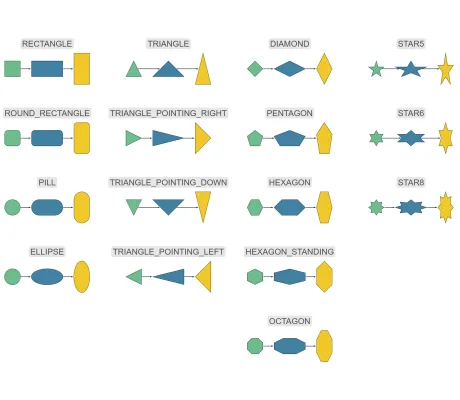 RECTANGLE
TRIANGLE
DIAMOND
STAR5
ROUND_RECTANGLE
TRIANGLE_POINTING_RIGHT
PENTAGON
STAR6
PILL
TRIANGLE_POINTING_DOWN
HEXAGON
STAR8
ELLIPSE
TRIANGLE_POINTING_LEFT
HEXAGON_STANDING
OCTAGON